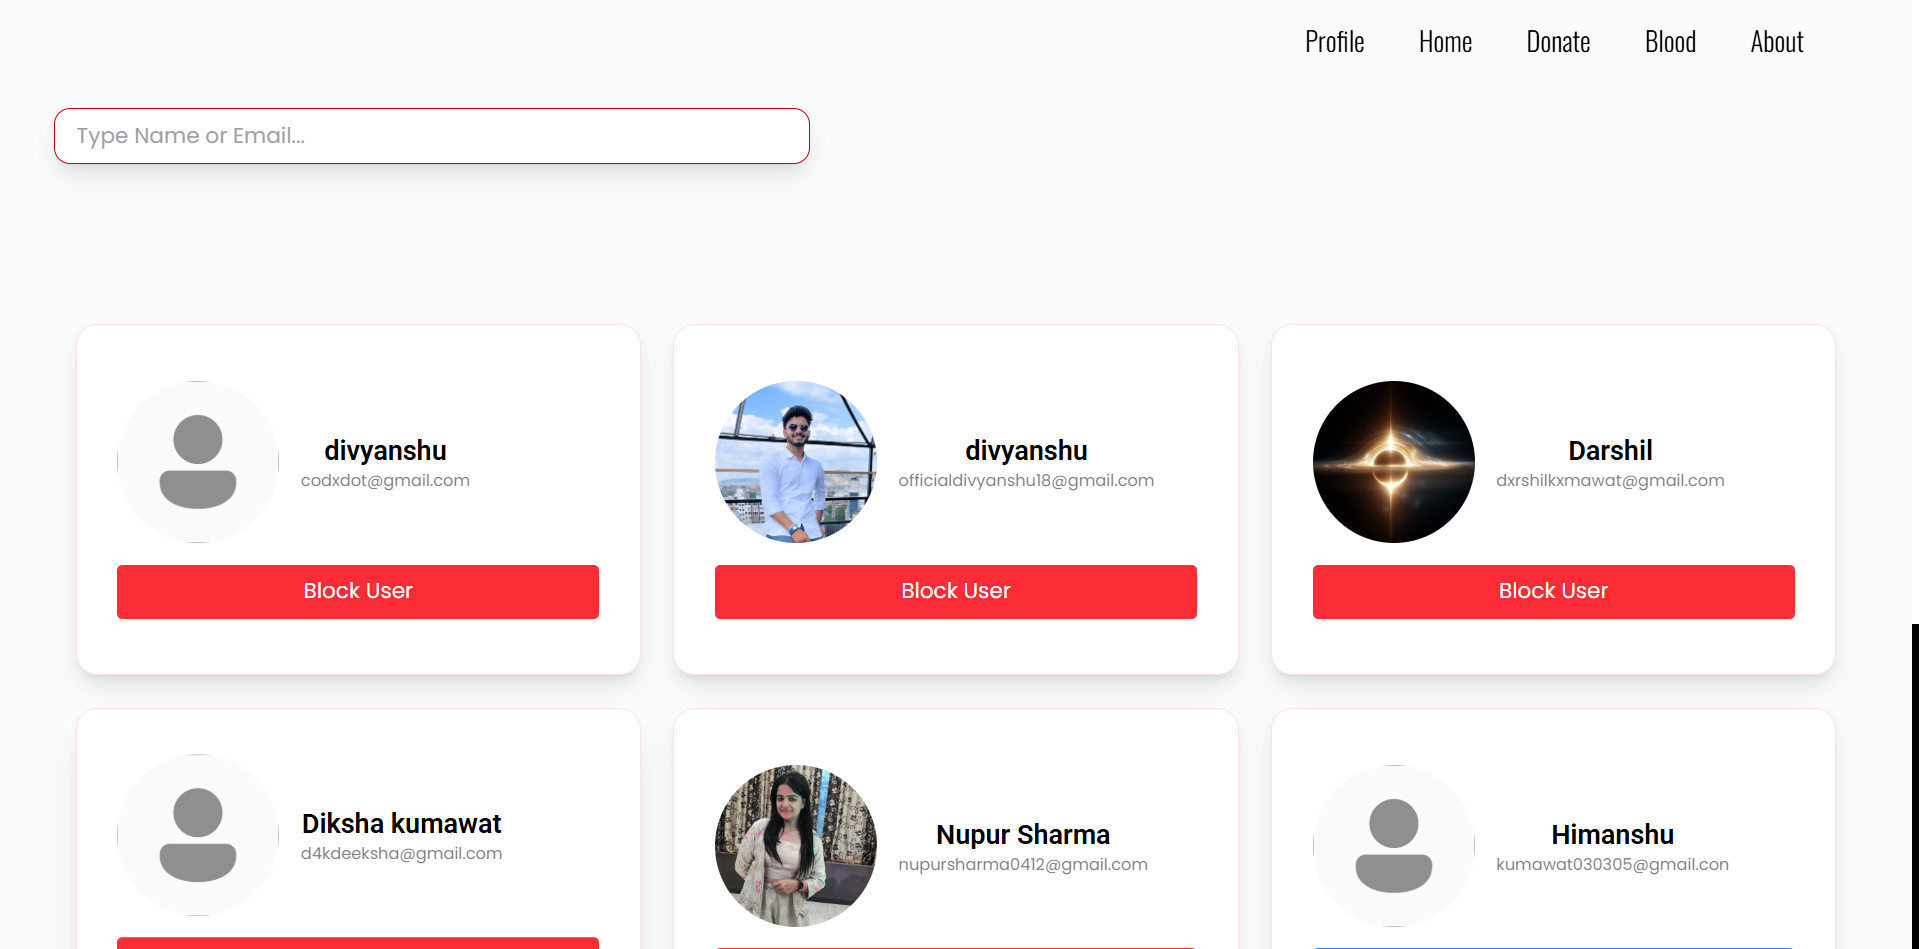 Profile Home Donate Blood About
Type Name or Email...
divyanshu
codxdot@gmail.com
Block User
divyanshu
officialdivyanshu18@gmail.com
Block User
Darshil
dxrshilkxmawat@gmail.com
Block User
Diksha kumawat
d4kdeeksha@gmail.com
Nupur Sharma
nupursharma0412@gmail.com
Himanshu
kumawat030305@gmail.con